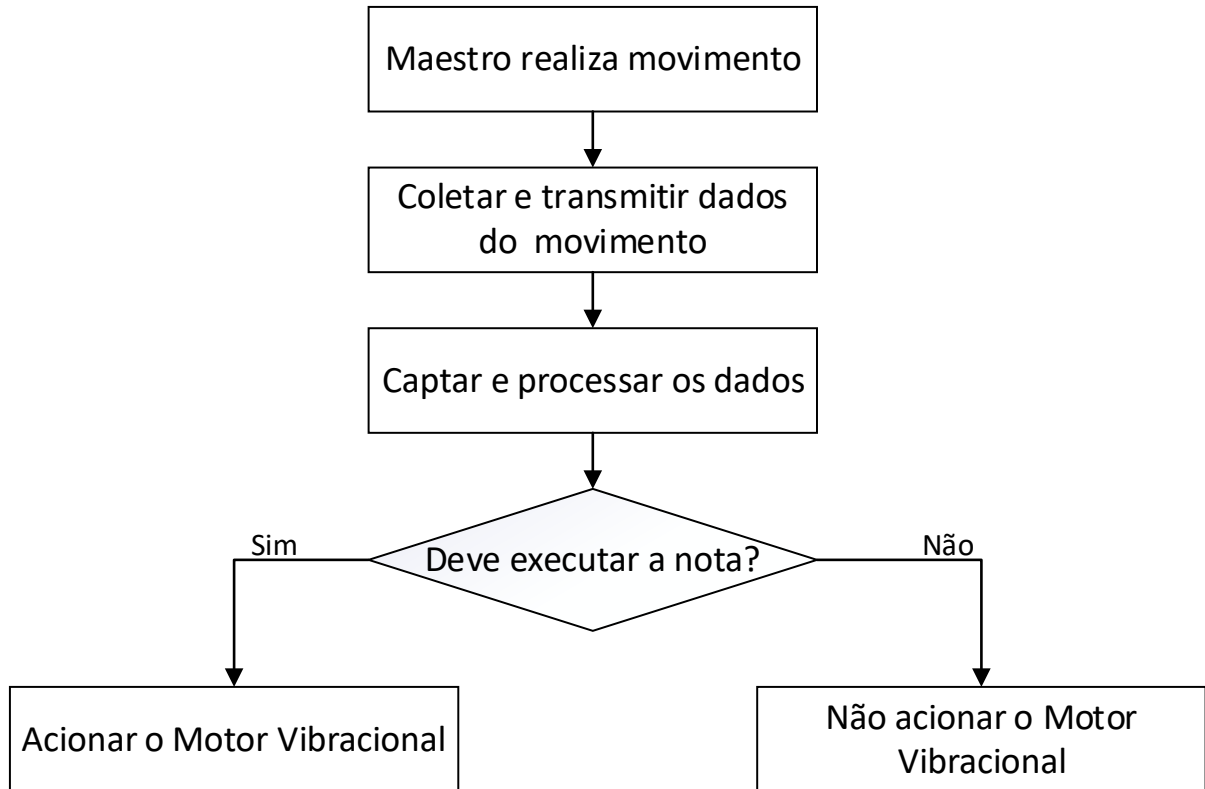 Maestro realiza movimento
Coletar e transmitir dados
do movimento
Captar e processar os dados
Sim
Deve executar a nota?
Não
Acionar o Motor Vibracional
Não acionar o Motor
Vibracional